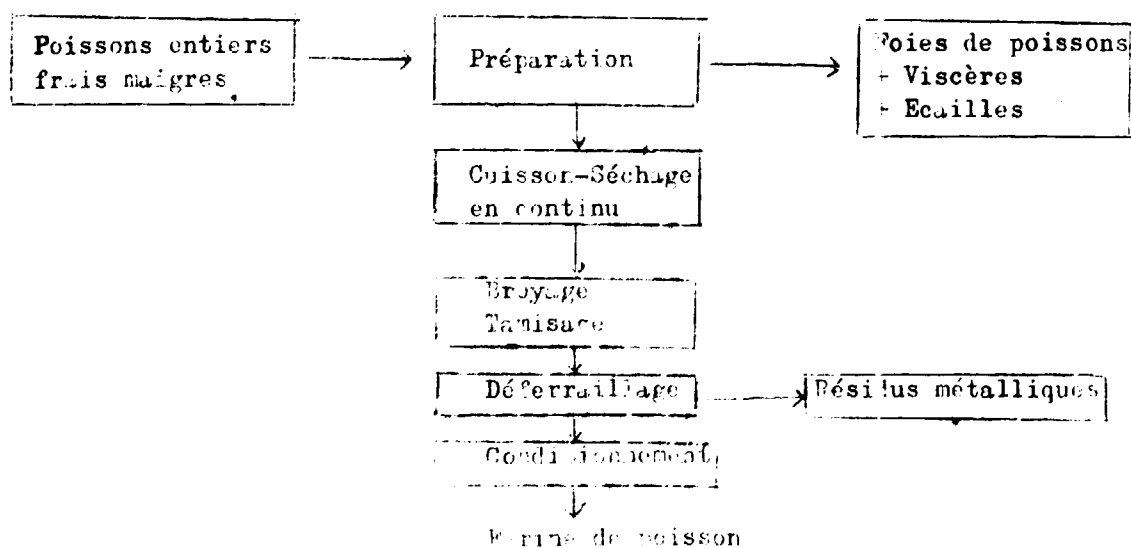 Poissons entiers
frais maigres
Préparation
Foies de poissons
+ Viscères
+ Ecailles
Cuisson-Séchage
en continu
Broyage
Tamisage
Déferraillage
Résidus métalliques
Conditionnement
Farine de poisson